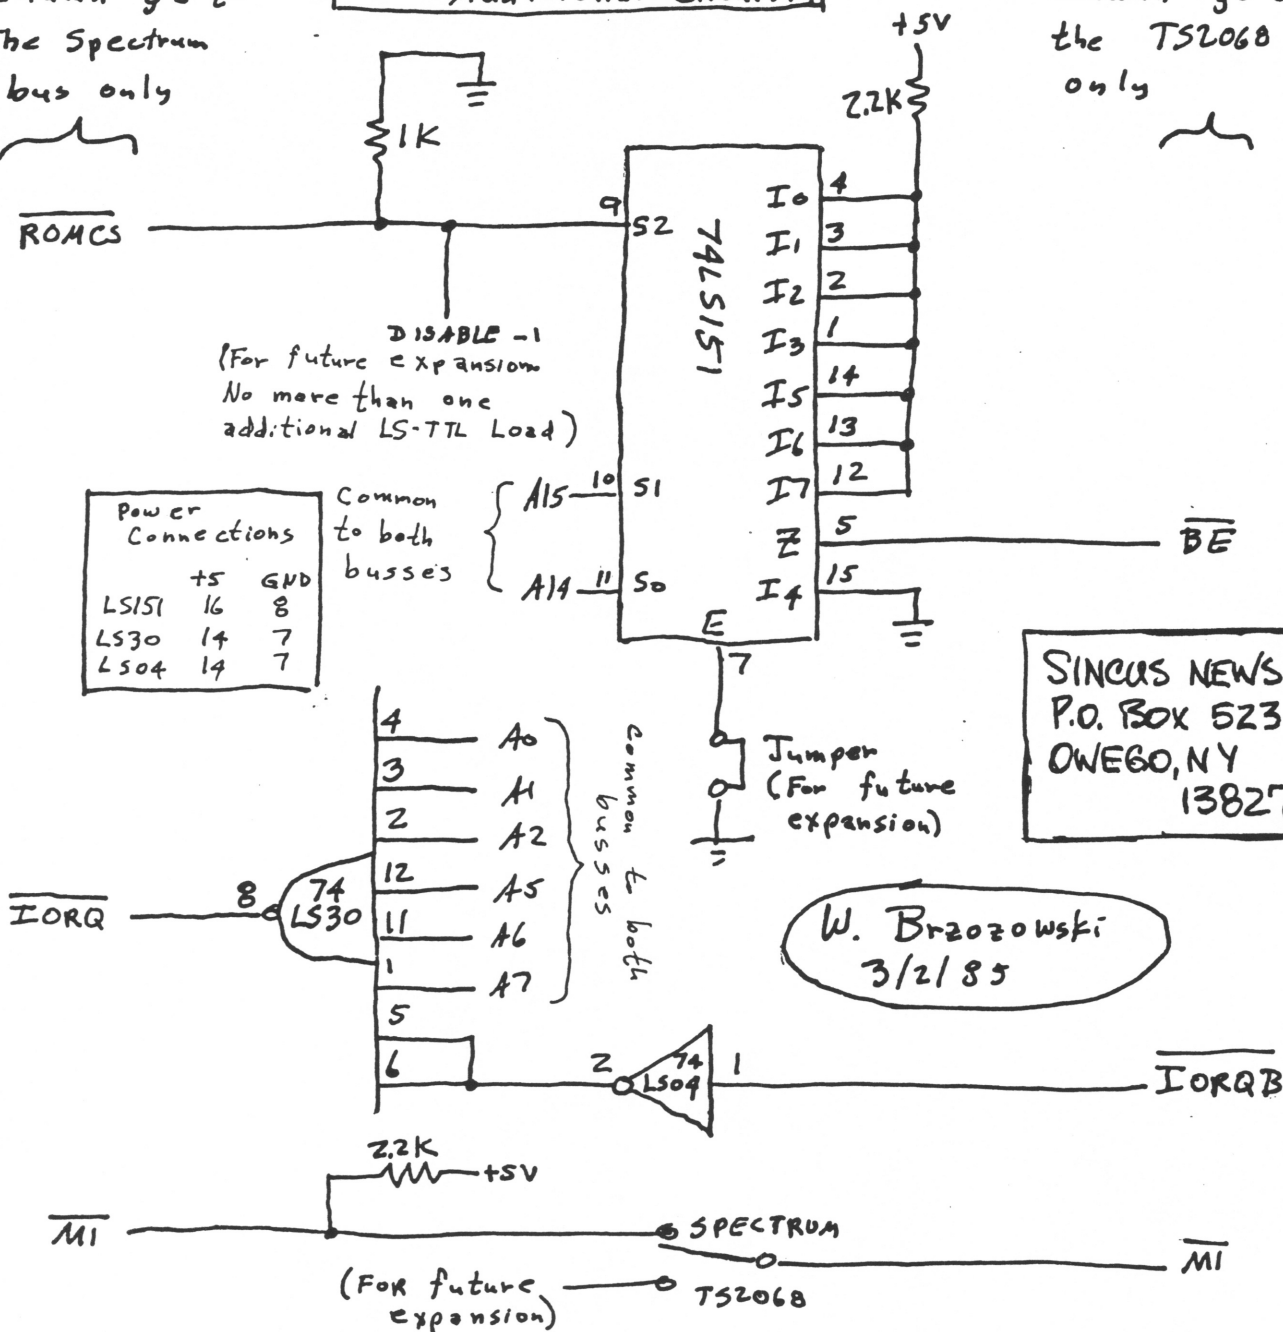 the Spectrum
bus only
+5V
the TS2068
only
2.2K
1K
ROMCS
9
S2
74LS151
I0
4
I1
3
I2
2
I3
1
I5
14
I6
13
I7
12
Z
5
BE
I4
15
DISABLE-1
(For future expansion
No more than one
additional LS-TTL Load)
Power
Connections
+5 GND
LS151 16 8
LS30 14 7
LS04 14 7
Common
to both
busses
A15
10
S1
A14
11
S0
E
7
Jumper
(For future
expansion)
SINCUS NEWS
P.O. BOX 523
OWEGO, NY
13827
4
A0
3
A1
2
A2
12
A5
11
A6
1
A7
5
6
common to both
busses
IORQ
8
74
LS30
W. Brzozowski
3/2/85
2
74
LS04
1
IORQB
2.2K
+5V
M1
SPECTRUM
M1
(FOR future
expansion)
TS2068